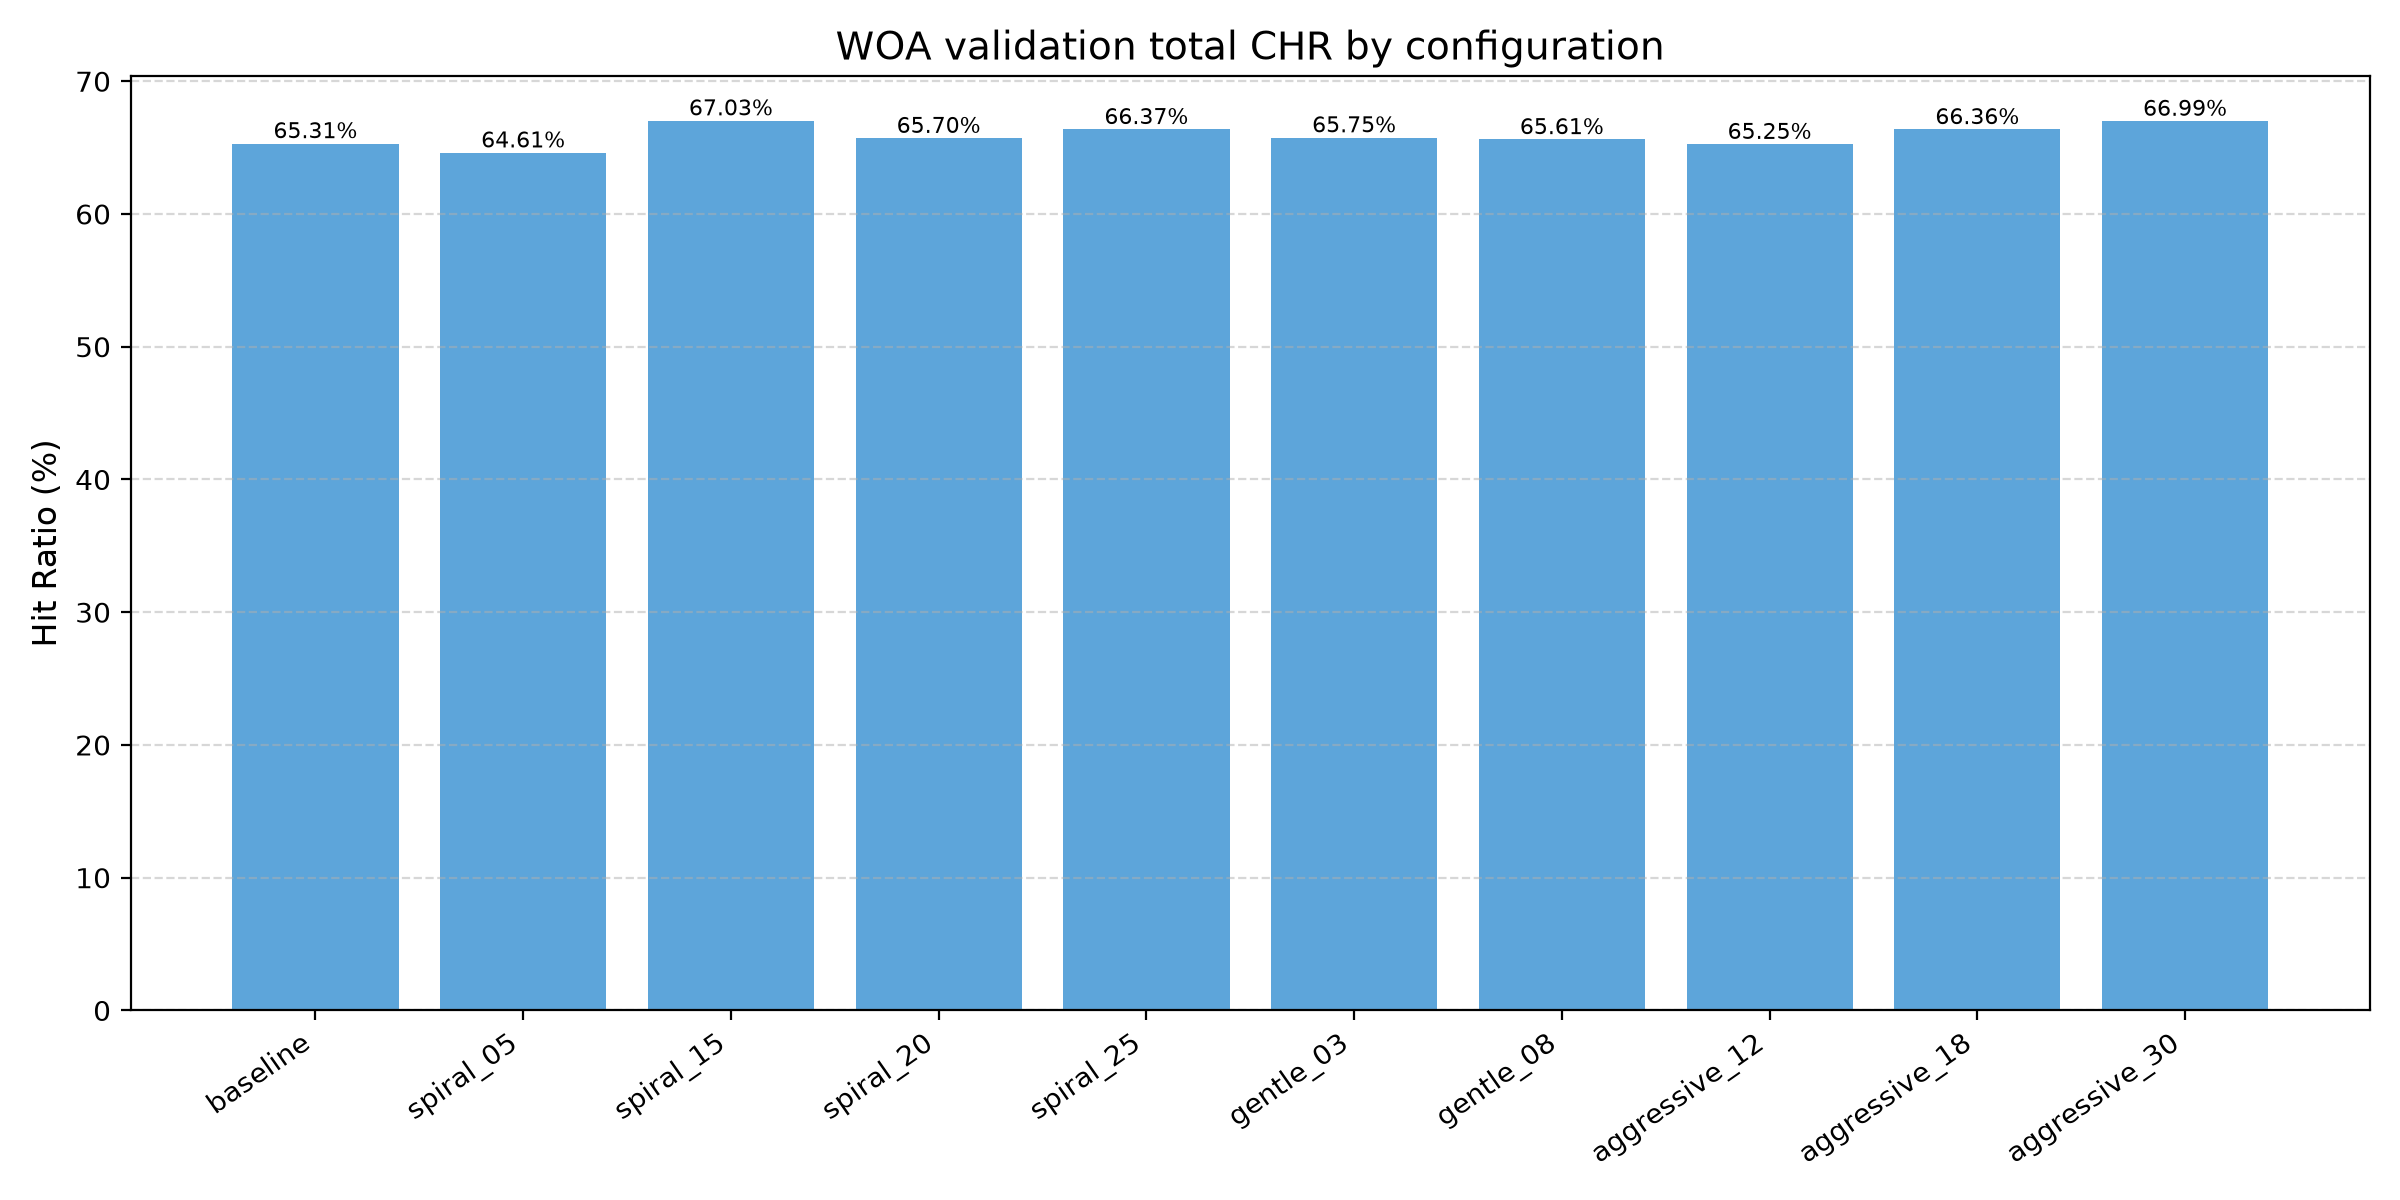 WOA validation total CHR by configuration
Hit Ratio (%)
70
60
50
40
30
20
10
0
65.31%
64.61%
67.03%
65.70%
66.37%
65.75%
65.61%
65.25%
66.36%
66.99%
baseline
spiral_05
spiral_15
spiral_20
spiral_25
gentle_03
gentle_08
aggressive_12
aggressive_18
aggressive_30